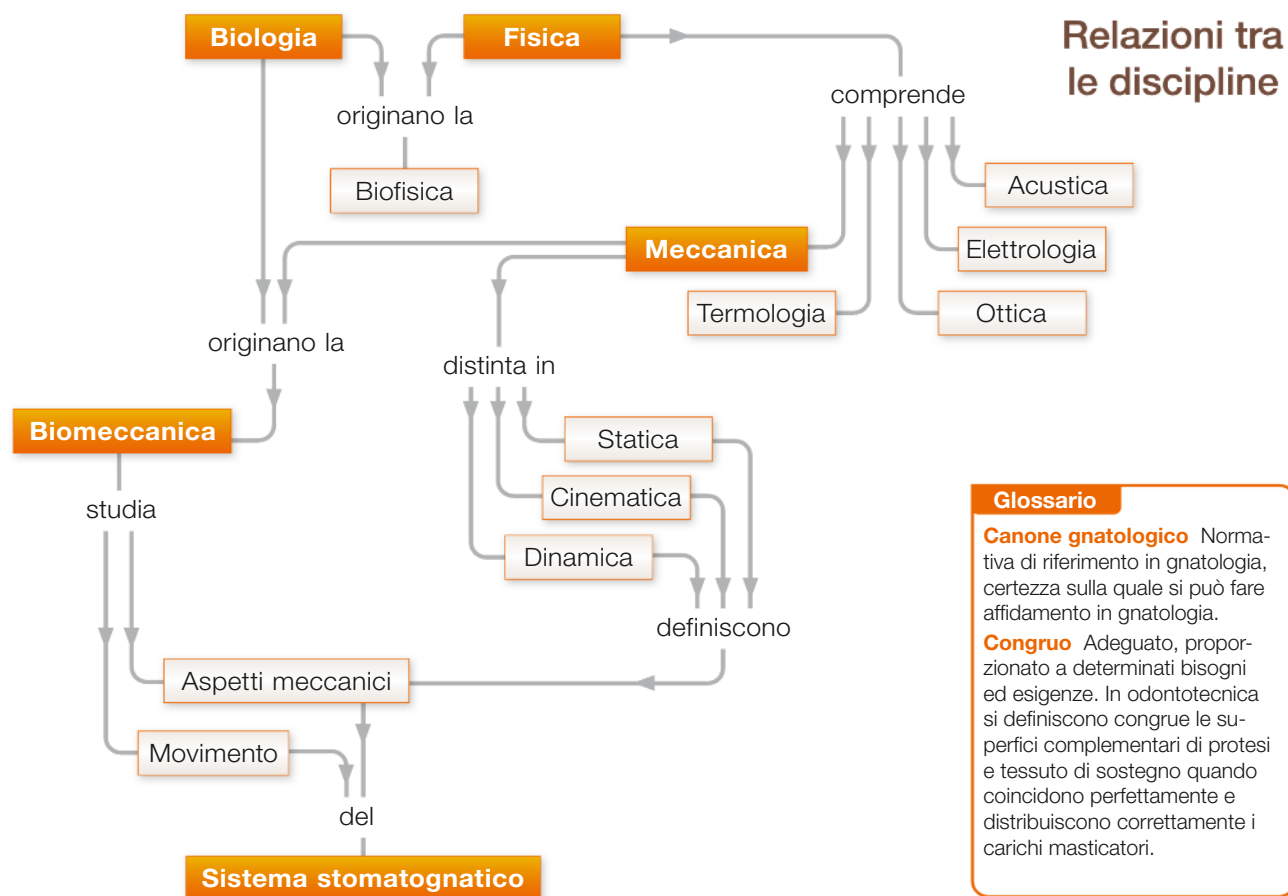 Relazioni tra
le discipline
Biologia
Fisica
originano la
comprende
Biofisica
Acustica
Meccanica
Elettrologia
Termologia
Ottica
originano la
distinta in
Biomeccanica
Statica
studia
Cinematica
Dinamica
definiscono
Aspetti meccanici
Movimento
del
Sistema stomatognatico
Glossario
Canone gnatologico Norma-
tiva di riferimento in gnatologia,
certezza sulla quale si può fare
affidamento in gnatologia.
Congruo Adeguato, propor-
zionato a determinati bisogni
ed esigenze. In odontotecnica
si definiscono congrue le su-
perfici complementari di protesi
e tessuto di sostegno quando
coincidono perfettamente e
distribuiscono correttamente i
carichi masticatori.